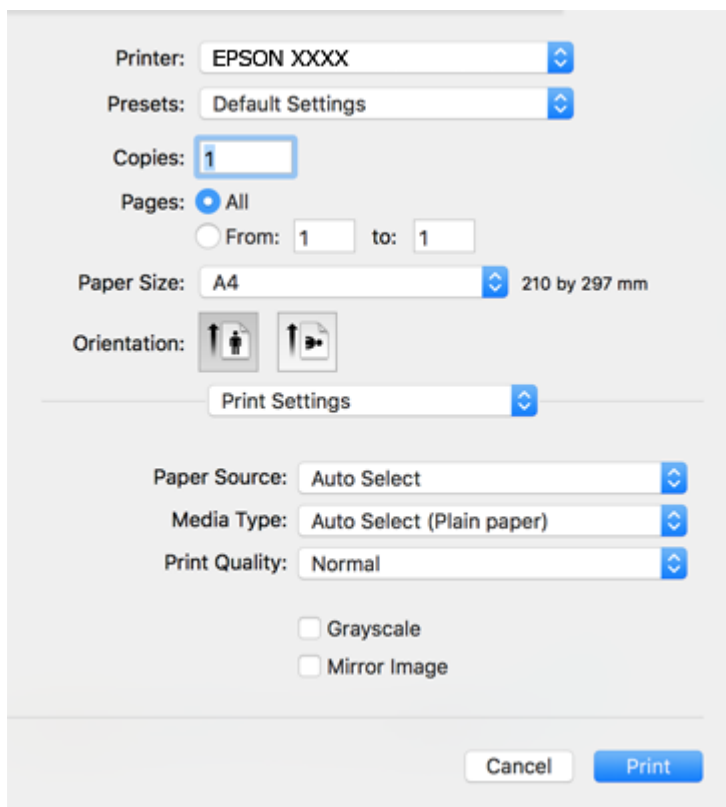 Printer: EPSON XXXX
Presets: Default Settings
Copies: 1
Pages: All
From: 1 to: 1
Paper Size: A4 210 by 297 mm
Orientation:
Print Settings
Paper Source: Auto Select
Media Type: Auto Select (Plain paper)
Print Quality: Normal
Grayscale
Mirror Image
Cancel Print